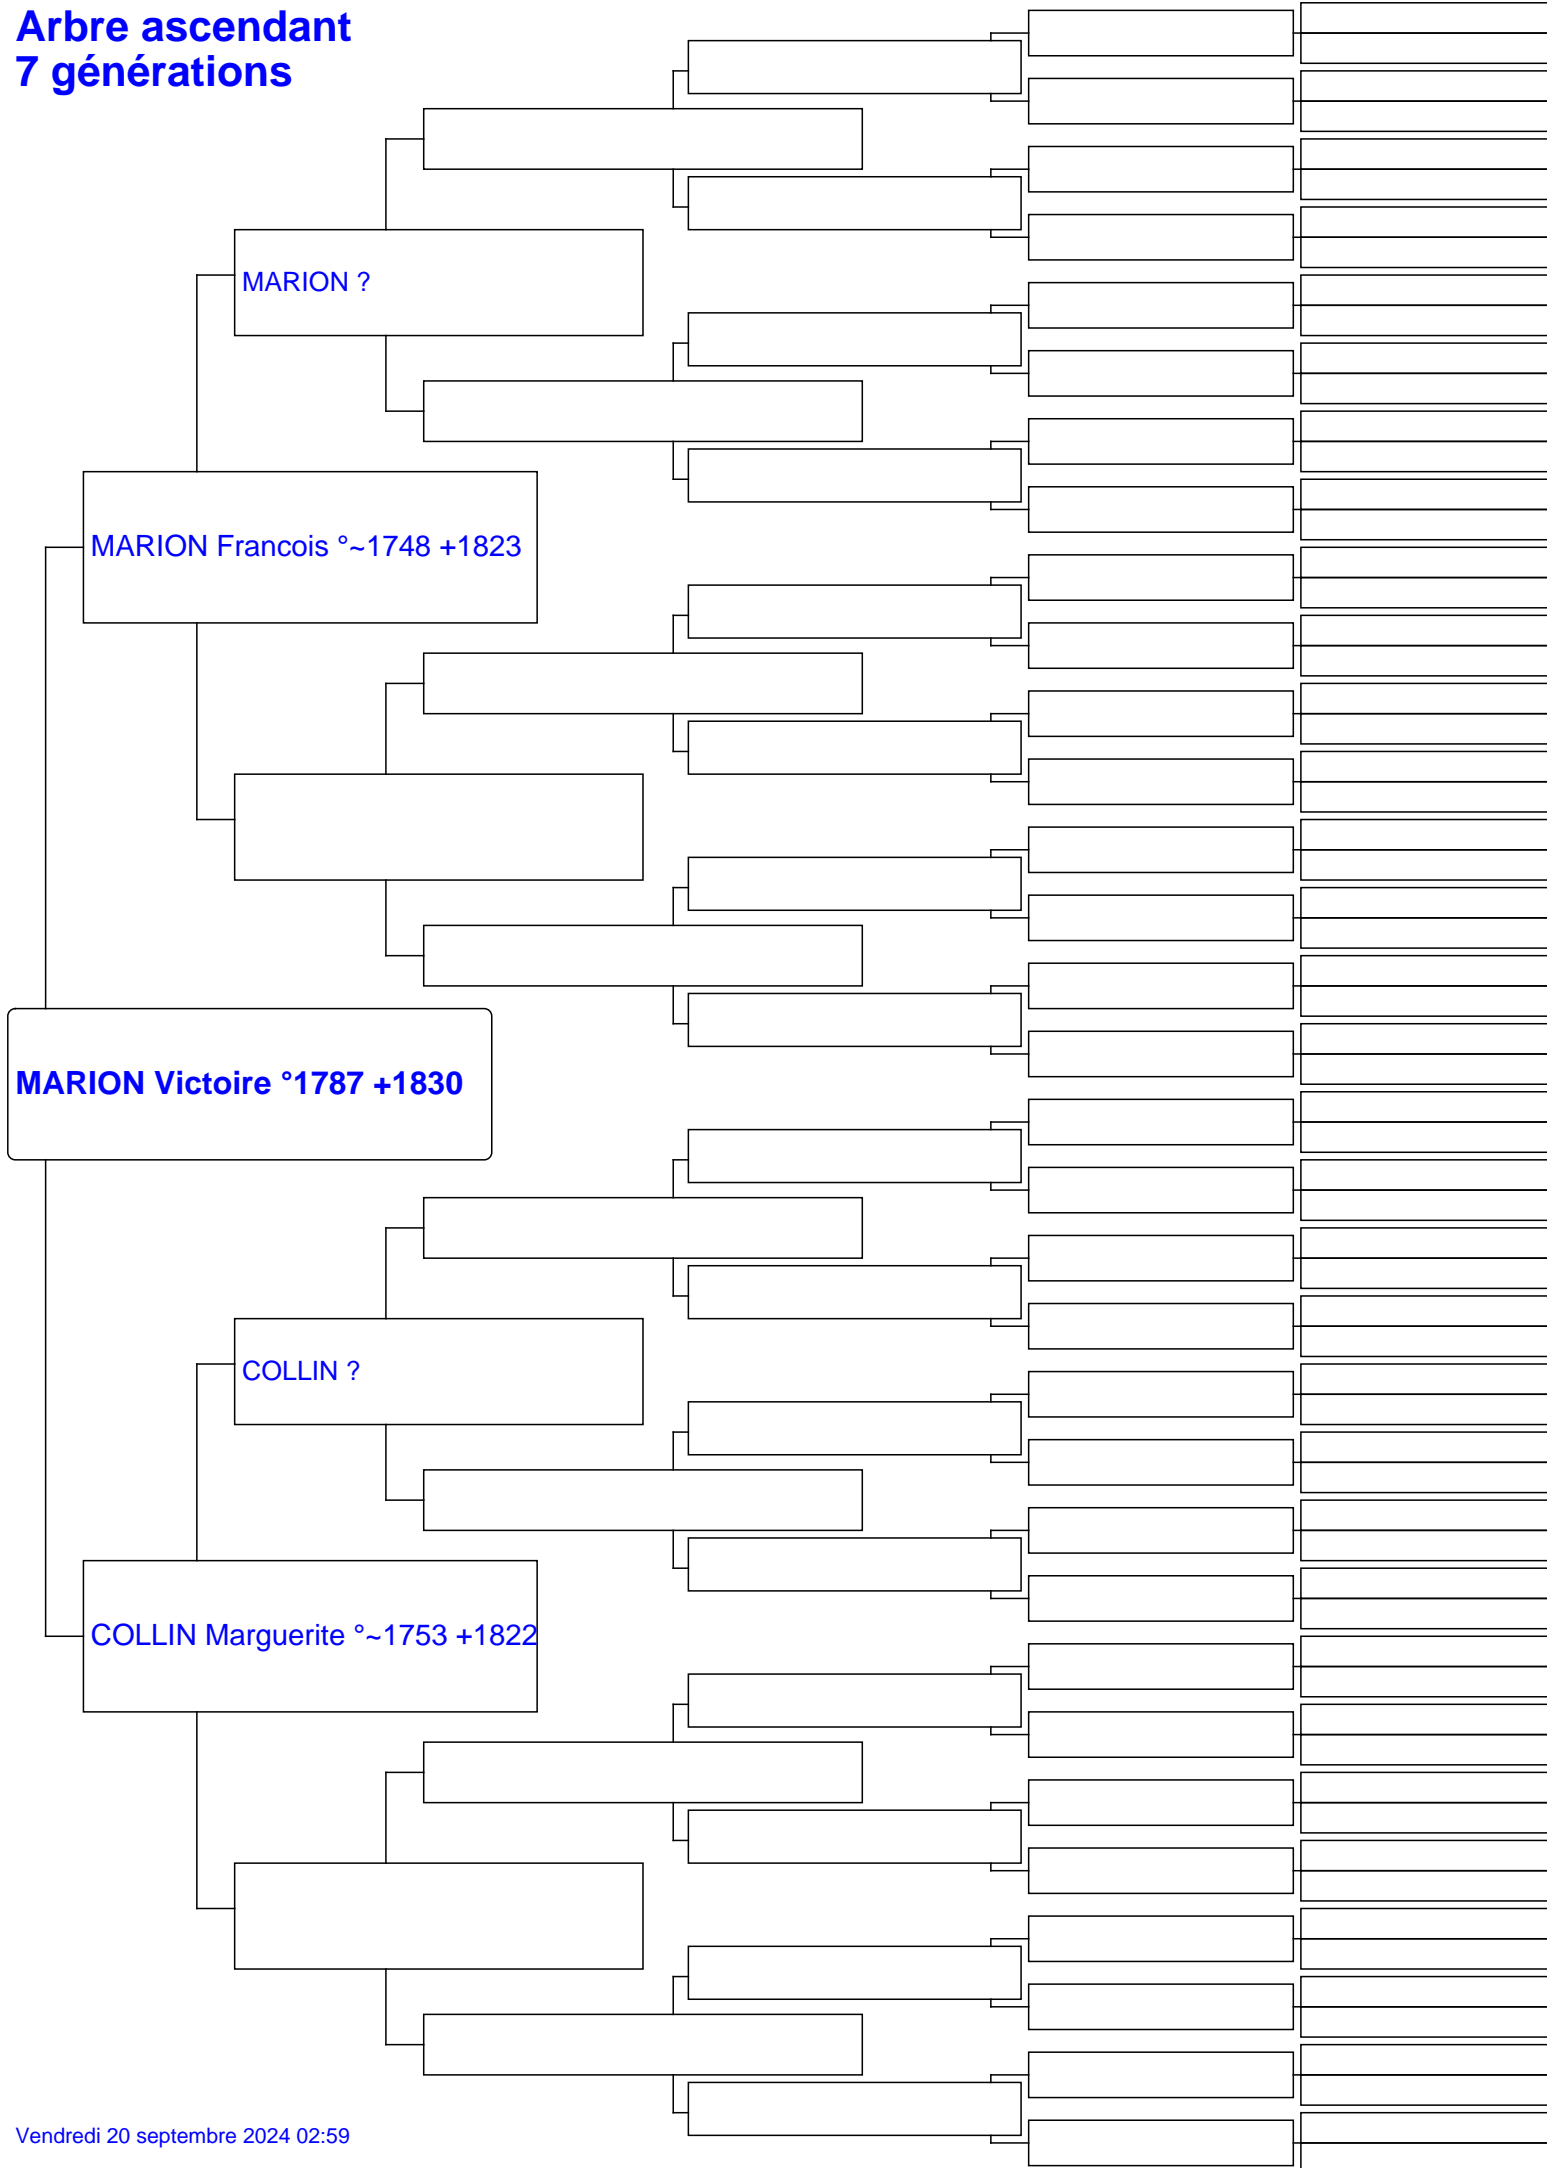 Arbre ascendant
7 générations
MARION ?
MARION Francois °~1748 +1823
MARION Victoire °1787 +1830
COLLIN ?
COLLIN Marguerite °~1753 +1822
Vendredi 20 septembre 2024 02:59